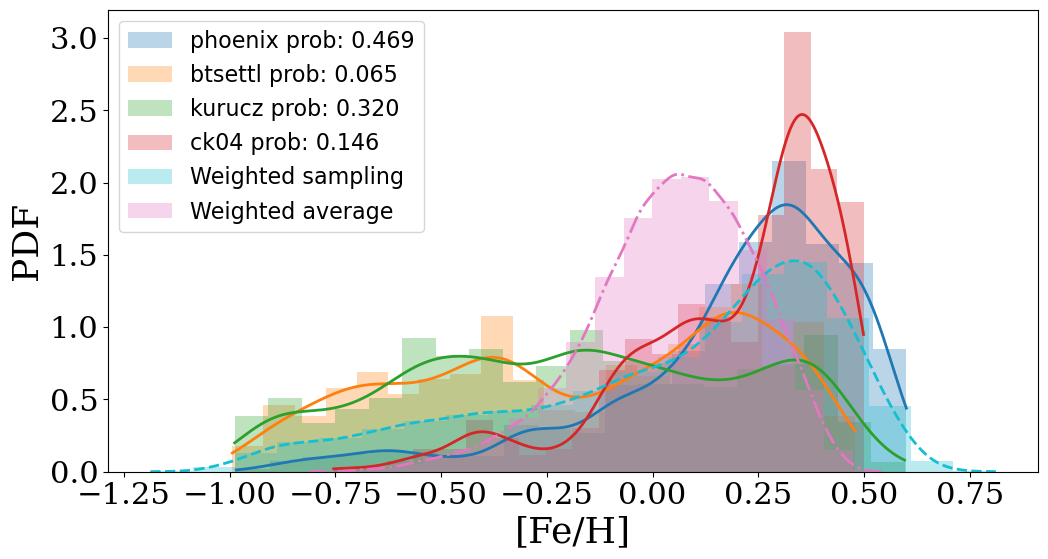 phoenix prob: 0.469
btsettl prob: 0.065
kurucz prob: 0.320
ck04 prob: 0.146
Weighted sampling
Weighted average
PDF
3.0
2.5
2.0
1.5
1.0
0.5
0.0
−1.25 −1.00 −0.75 −0.50 −0.25 0.00 0.25 0.50 0.75
[Fe/H]